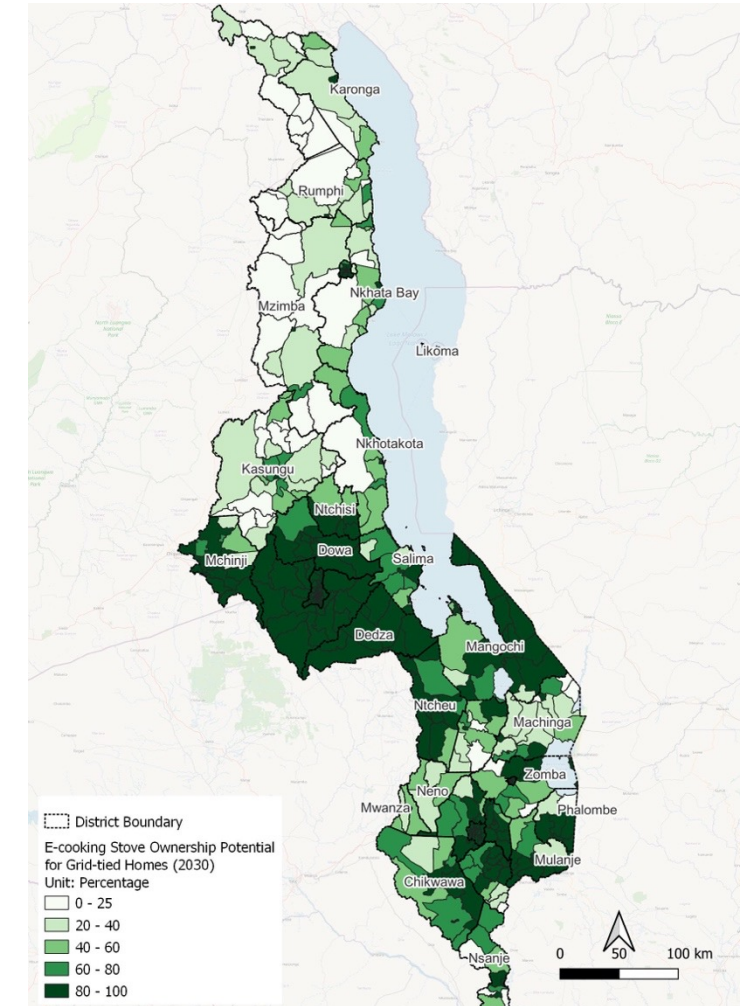 Karonga
Rumphi
Nkhata Bay
Mzimba
Likoma
Nkhotakota
Kasungu
Ntchisi
Dowa
Salima
Mchinji
Dedza
Mangochi
Ntcheu
Machinga
Zomba
Neno
Mwanza
Phalombe
Mulanje
Chikwawa
Nsanje
District Boundary
E-cooking Stove Ownership Potential
for Grid-tied Homes (2030)
Unit: Percentage
0 - 25
20 - 40
40 - 60
60 - 80
80 - 100
0 50 100 km